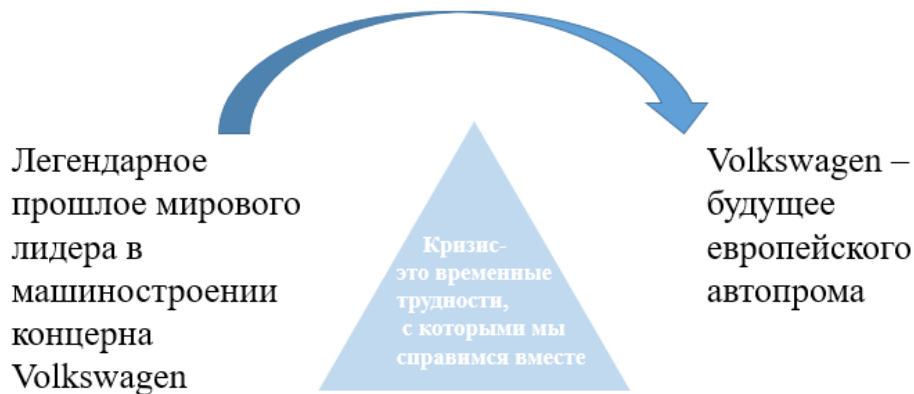 Легендарное
прошлое мирового
лидера в
машиностроении
концерна
Volkswagen
Кризис-
это временные
трудности,
с которыми мы
справимся вместе
Volkswagen –
будущее
европейского
автопрома